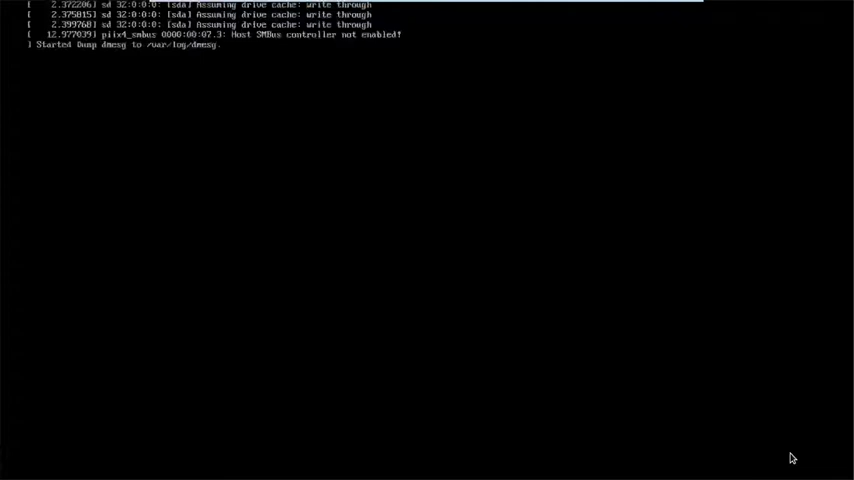 [    2.372206] sd 32:0:0:0: [sda] Assuming drive cache: write through
[    2.375815] sd 32:0:0:0: [sda] Assuming drive cache: write through
[    2.399768] sd 32:0:0:0: [sda] Assuming drive cache: write through
[   12.977039] piix4_smbus 0000:00:07.3: Host SMBus controller not enabled!
] Started Dump dmesg to /var/log/dmesg.